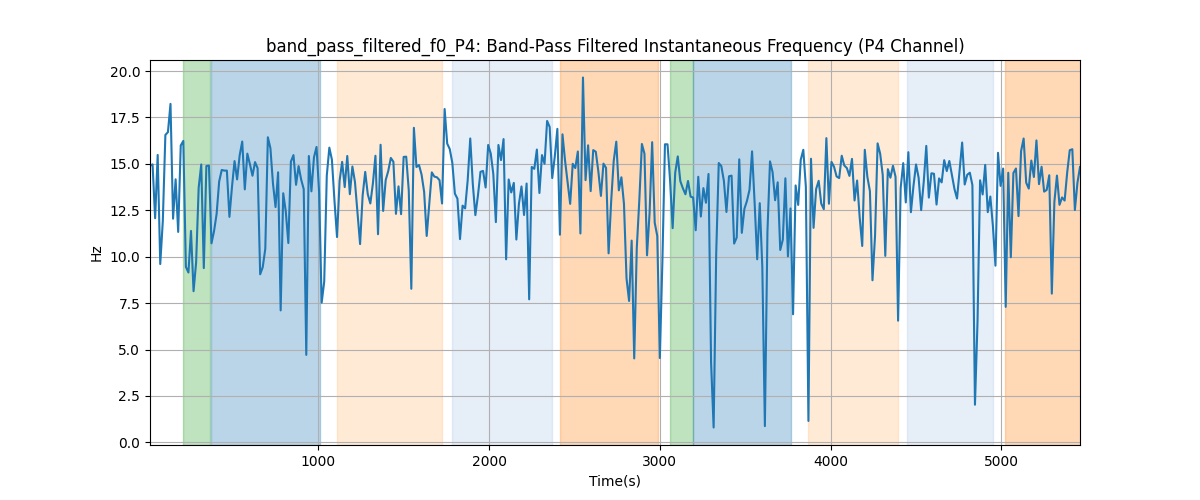 band_pass_filtered_f0_P4: Band-Pass Filtered Instantaneous Frequency (P4 Channel)
20.0
17.5
15.0
12.5
10.0
7.5
5.0
2.5
0.0
Hz
1000 2000 3000 4000 5000
Time(s)